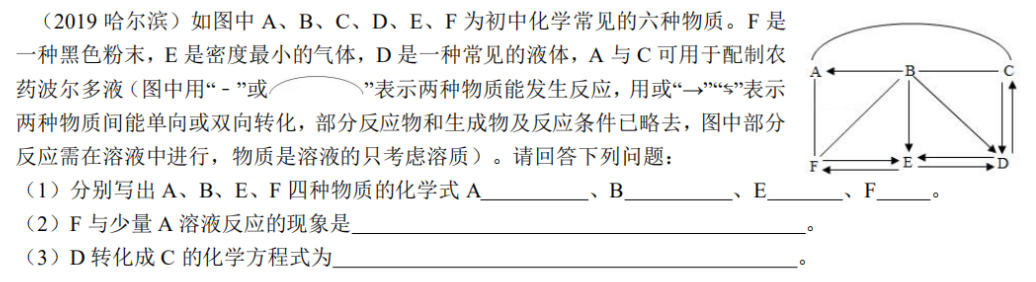 （2019 哈尔滨）如图中 A、B、C、D、E、F 为初中化学常见的六种物质。F 是
一种黑色粉末，E 是密度最小的气体，D 是一种常见的液体，A 与 C 可用于配制农
药波尔多液（图中用“－”或“⌒”表示两种物质能发生反应，用或“→”“⇆”表示
两种物质间能单向或双向转化，部分反应物和生成物及反应条件已略去，图中部分
反应需在溶液中进行，物质是溶液的只考虑溶质）。请回答下列问题：
（1）分别写出 A、B、E、F 四种物质的化学式 A________、B________、E______、F____。
（2）F 与少量 A 溶液反应的现象是________________________________。
（3）D 转化成 C 的化学方程式为________________________________。
A B C
F E D